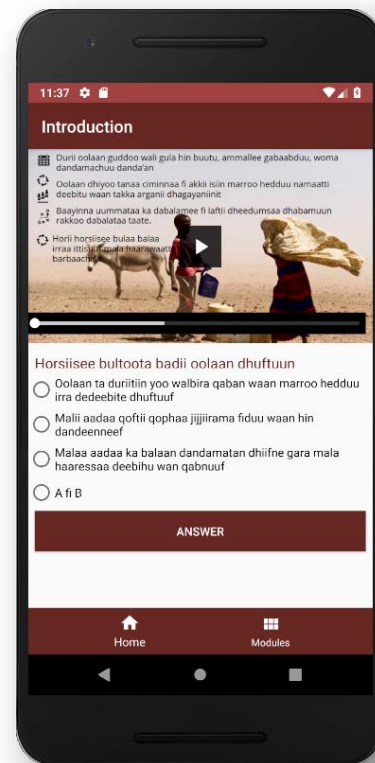 11:37
Introduction
Durii oolaan guddoo wali gula hin buutu, ammallee gabaabduu, woma
dandamachuu danda'an
Oolaan dhiyoo tanaa ciminnaa fi akkii isiin marroo hedduu namaatti
deebitu waan takka arganii dhagayaniinit
Baayinna uummataa ka dabalamee fi laftii dheedumsaa dhabamuun
rakkoo dabalataa taate.
Horii horsiisee bulaa balaa
irraa ittisuuf mala haarawaatti
barbaachisa
Horsiisee bultoota badii oolaan dhuftuun
Oolaan ta duriitiin yoo walbira qaban waan marroo hedduu
irra dedeebite dhuftuuf
Malii aadaa qoftii qophaa jijjiirama fiduu waan hin
dandeenneef
Malaa aadaa ka balaan dandamatan dhiifne gara mala
haaressaa deebihu wan qabnuuf
A fi B
ANSWER
Home
Modules